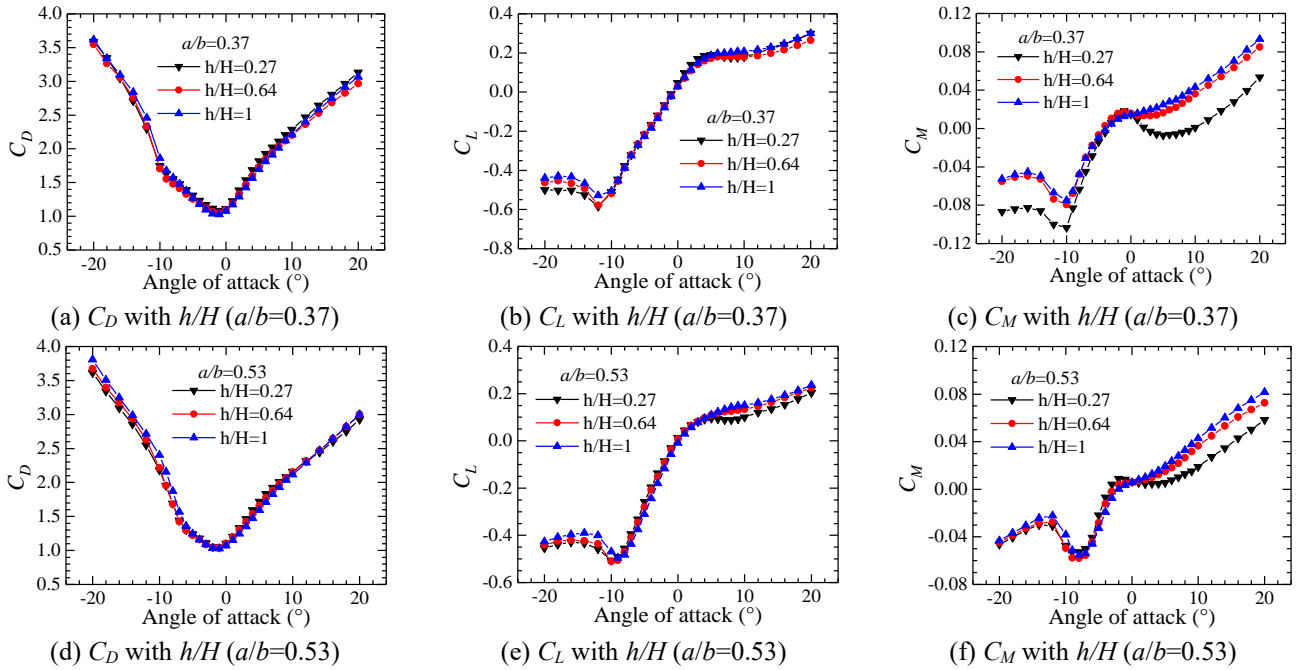 4.0
3.5
3.0
2.5
2.0
1.5
1.0
0.5
C_D
a/b=0.37
h/H=0.27
h/H=0.64
h/H=1
-20 -10 0 10 20
Angle of attack (°)
(a) C_D with h/H (a/b=0.37)
0.4
0.2
0.0
-0.2
-0.4
-0.6
-0.8
C_L
a/b=0.37
h/H=0.27
h/H=0.64
h/H=1
-20 -10 0 10 20
Angle of attack (°)
(b) C_L with h/H (a/b=0.37)
0.12
0.08
0.04
0.00
-0.04
-0.08
-0.12
C_M
a/b=0.37
h/H=0.27
h/H=0.64
h/H=1
-20 -10 0 10 20
Angle of attack (°)
(c) C_M with h/H (a/b=0.37)
4.0
3.5
3.0
2.5
2.0
1.5
1.0
0.5
C_D
a/b=0.53
h/H=0.27
h/H=0.64
h/H=1
-20 -10 0 10 20
Angle of attack (°)
(d) C_D with h/H (a/b=0.53)
0.4
0.2
0.0
-0.2
-0.4
-0.6
C_L
a/b=0.53
h/H=0.27
h/H=0.64
h/H=1
-20 -10 0 10 20
Angle of attack (°)
(e) C_L with h/H (a/b=0.53)
0.12
0.08
0.04
0.00
-0.04
-0.08
C_M
a/b=0.53
h/H=0.27
h/H=0.64
h/H=1
-20 -10 0 10 20
Angle of attack (°)
(f) C_M with h/H (a/b=0.53)